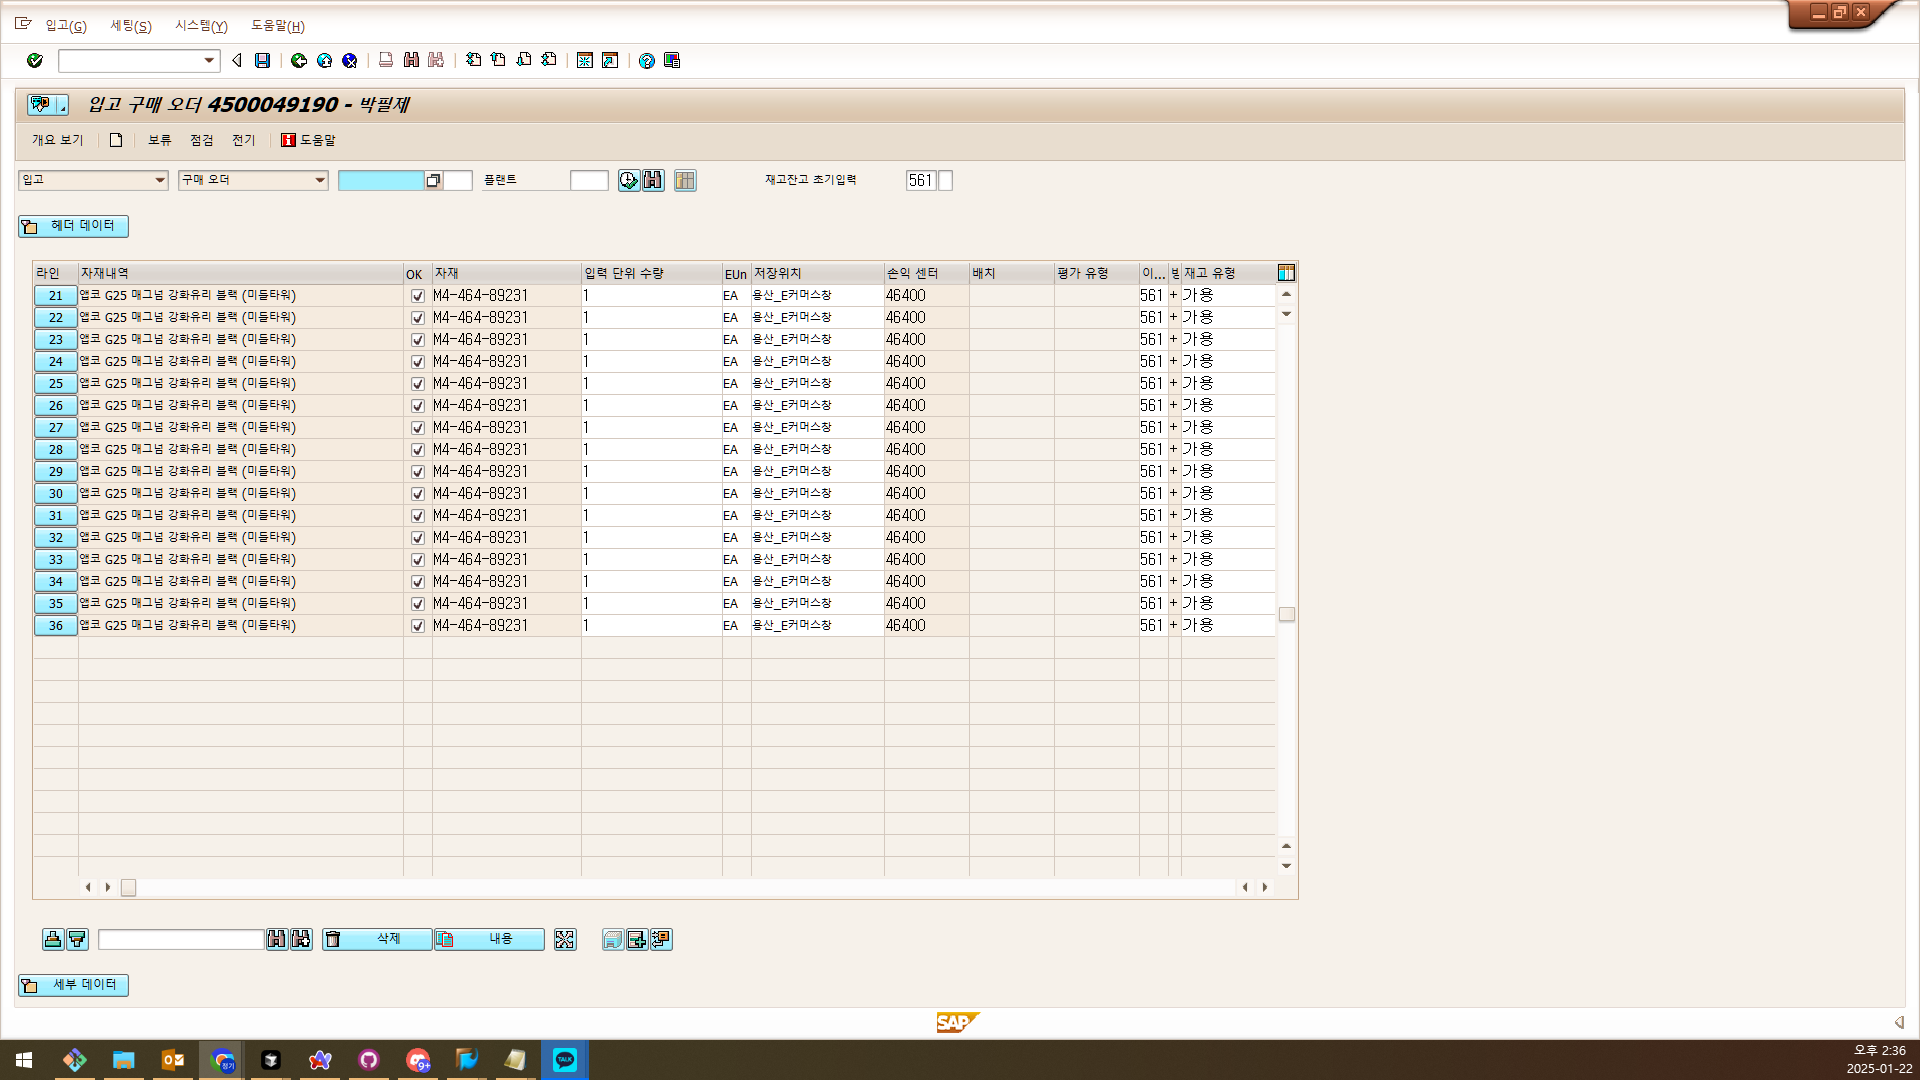 입고(G) 세팅(S) 시스템(Y) 도움말(H)
입고 구매 오더 4500049190 - 박필제
개요 보기 보류 점검 전기 도움말
입고 구매 오더 플랜트 재고잔고 초기입력 561
헤더 데이터
라인 자재내역 OK 자재 입력 단위 수량 EUn 저장위치 손익 센터 배치 평가 유형 이... 재고 유형
21 앱코 G25 매그넘 강화유리 블랙 (미들타워) M4-464-89231 1 EA 용산_E커머스창 46400 561 + 가용
22 앱코 G25 매그넘 강화유리 블랙 (미들타워) M4-464-89231 1 EA 용산_E커머스창 46400 561 + 가용
23 앱코 G25 매그넘 강화유리 블랙 (미들타워) M4-464-89231 1 EA 용산_E커머스창 46400 561 + 가용
24 앱코 G25 매그넘 강화유리 블랙 (미들타워) M4-464-89231 1 EA 용산_E커머스창 46400 561 + 가용
25 앱코 G25 매그넘 강화유리 블랙 (미들타워) M4-464-89231 1 EA 용산_E커머스창 46400 561 + 가용
26 앱코 G25 매그넘 강화유리 블랙 (미들타워) M4-464-89231 1 EA 용산_E커머스창 46400 561 + 가용
27 앱코 G25 매그넘 강화유리 블랙 (미들타워) M4-464-89231 1 EA 용산_E커머스창 46400 561 + 가용
28 앱코 G25 매그넘 강화유리 블랙 (미들타워) M4-464-89231 1 EA 용산_E커머스창 46400 561 + 가용
29 앱코 G25 매그넘 강화유리 블랙 (미들타워) M4-464-89231 1 EA 용산_E커머스창 46400 561 + 가용
30 앱코 G25 매그넘 강화유리 블랙 (미들타워) M4-464-89231 1 EA 용산_E커머스창 46400 561 + 가용
31 앱코 G25 매그넘 강화유리 블랙 (미들타워) M4-464-89231 1 EA 용산_E커머스창 46400 561 + 가용
32 앱코 G25 매그넘 강화유리 블랙 (미들타워) M4-464-89231 1 EA 용산_E커머스창 46400 561 + 가용
33 앱코 G25 매그넘 강화유리 블랙 (미들타워) M4-464-89231 1 EA 용산_E커머스창 46400 561 + 가용
34 앱코 G25 매그넘 강화유리 블랙 (미들타워) M4-464-89231 1 EA 용산_E커머스창 46400 561 + 가용
35 앱코 G25 매그넘 강화유리 블랙 (미들타워) M4-464-89231 1 EA 용산_E커머스창 46400 561 + 가용
36 앱코 G25 매그넘 강화유리 블랙 (미들타워) M4-464-89231 1 EA 용산_E커머스창 46400 561 + 가용
삭제 내용
세부 데이터
SAP
TALK
9+
오후 2:36
2025-01-22